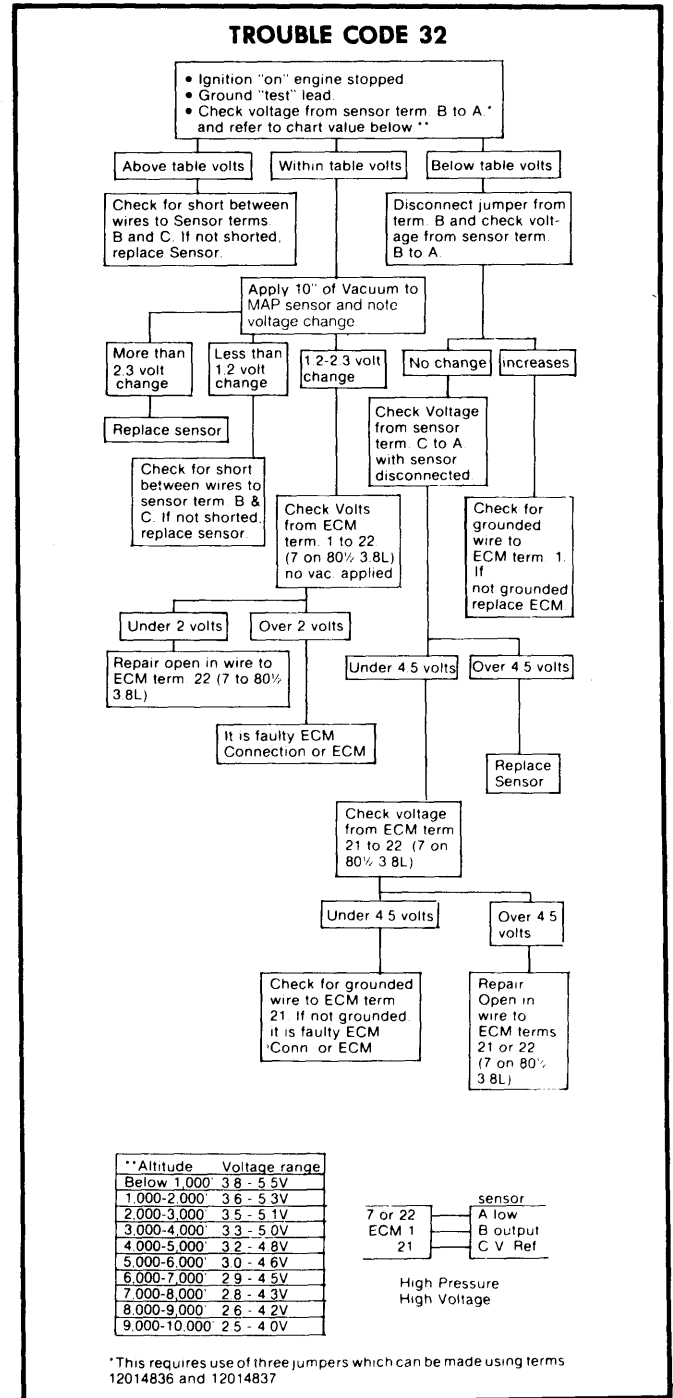 TROUBLE CODE 32
• Ignition "on" engine stopped.
• Ground "test" lead.
• Check voltage from sensor term. B to A.*
and refer to chart value below **
Above table volts
Within table volts
Below table volts
Check for short between
wires to Sensor terms.
B and C. If not shorted,
replace Sensor.
Disconnect jumper from
term. B and check volt-
age from sensor term.
B to A.
Apply 10" of Vacuum to
MAP sensor and note
voltage change.
More than
2.3 volt
change
Less than
1.2 volt
change
1.2-2.3 volt
change
No change
increases
Replace sensor
Check for short
between wires to
sensor term. B &
C. If not shorted,
replace sensor.
Check Volts
from ECM
term. 1 to 22
(7 on 80½ 3.8L)
no vac. applied
Check Voltage
from sensor
term. C to A.
with sensor
disconnected
Check for
grounded
wire to
ECM term. 1.
If
not grounded
replace ECM
Under 2 volts
Over 2 volts
Repair open in wire to
ECM term. 22 (7 to 80½
3.8L)
It is faulty ECM
Connection or ECM
Under 4.5 volts
Over 4.5 volts
Replace
Sensor
Check voltage
from ECM term
21 to 22 (7 on
80½ 3.8L)
Under 4.5 volts
Over 4.5
volts
Check for grounded
wire to ECM term
21. If not grounded,
it is faulty ECM
Conn. or ECM
Repair
Open in
wire to
ECM terms
21 or 22
(7 on 80½
3.8L)
**Altitude Voltage range
Below 1,000' 3.8 - 5.5V
1,000-2,000' 3.6 - 5.3V
2,000-3,000' 3.5 - 5.1V
3,000-4,000' 3.3 - 5.0V
4,000-5,000' 3.2 - 4.8V
5,000-6,000' 3.0 - 4.6V
6,000-7,000' 2.9 - 4.5V
7,000-8,000' 2.8 - 4.3V
8,000-9,000' 2.6 - 4.2V
9,000-10,000' 2.5 - 4.0V
sensor
7 or 22 A low
ECM 1 B output
21 C V. Ref
High Pressure
High Voltage
*This requires use of three jumpers which can be made using terms
12014836 and 12014837